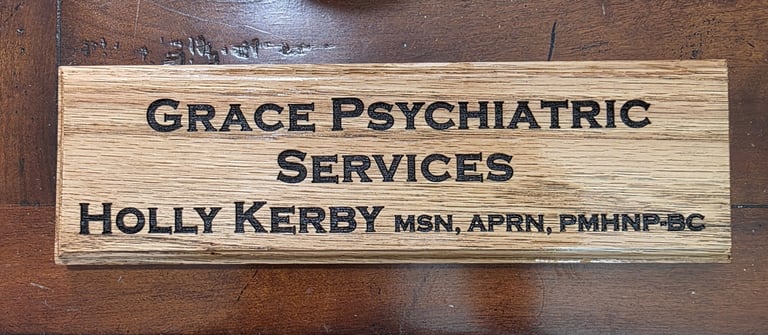 Grace Psychiatric
Services
Holly Kerby MSN, APRN, PMHNP-BC